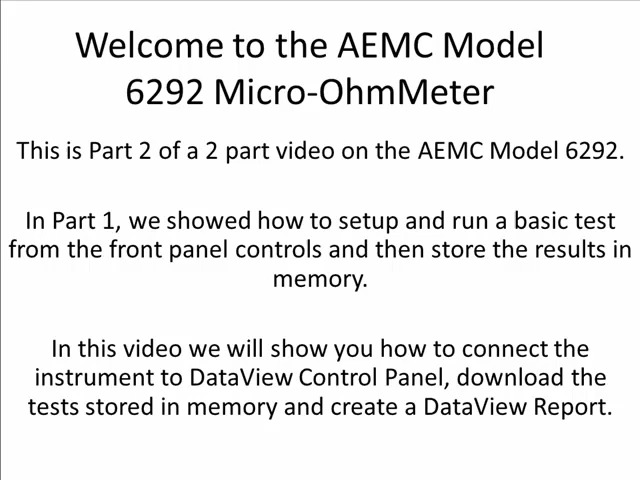 Welcome to the AEMC Model
6292 Micro-OhmMeter
This is Part 2 of a 2 part video on the AEMC Model 6292.
In Part 1, we showed how to setup and run a basic test
from the front panel controls and then store the results in
memory.
In this video we will show you how to connect the
instrument to DataView Control Panel, download the
tests stored in memory and create a DataView Report.